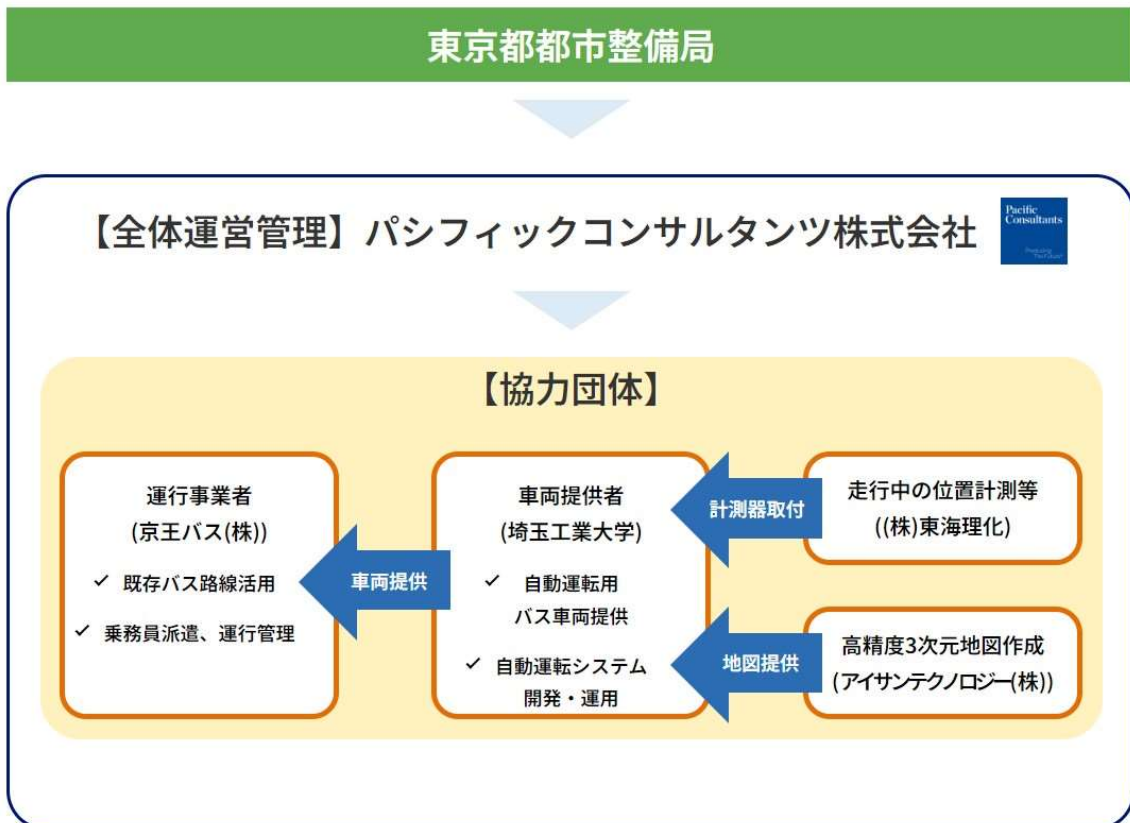 東京都都市整備局
【全体運営管理】パシフィックコンサルタンツ株式会社
Pacific
Consultants
Producing
The Future
【協力団体】
運行事業者
(京王バス(株))
✓ 既存バス路線活用
✓ 乗務員派遣、運行管理
車両提供
車両提供者
(埼玉工業大学)
✓ 自動運転用
バス車両提供
✓ 自動運転システム
開発・運用
計測器取付
走行中の位置計測等
((株)東海理化)
地図提供
高精度3次元地図作成
(アイサンテクノロジー(株))